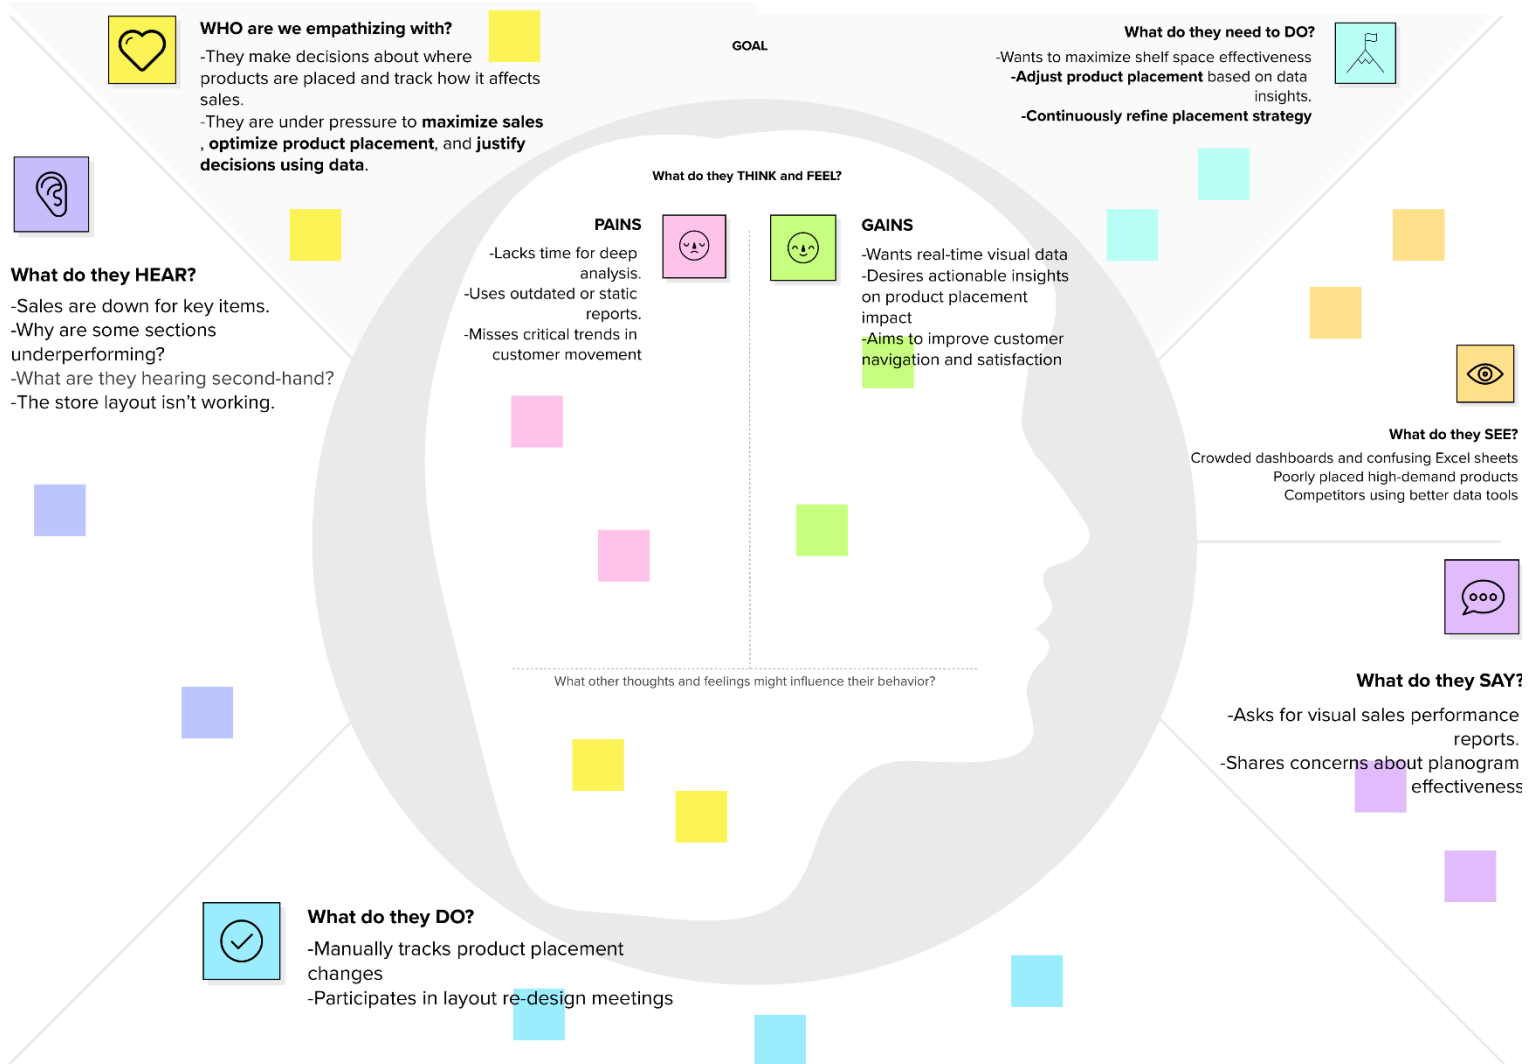 WHO are we empathizing with?
-They make decisions about where
products are placed and track how it affects
sales.
-They are under pressure to maximize sales
, optimize product placement, and justify
decisions using data.
GOAL
What do they need to DO?
-Wants to maximize shelf space effectiveness
-Adjust product placement based on data
insights.
-Continuously refine placement strategy
What do they HEAR?
-Sales are down for key items.
-Why are some sections
underperforming?
-What are they hearing second-hand?
-The store layout isn’t working.
What do they THINK and FEEL?
PAINS
-Lacks time for deep
analysis.
-Uses outdated or static
reports.
-Misses critical trends in
customer movement
GAINS
-Wants real-time visual data
-Desires actionable insights
on product placement
impact
-Aims to improve customer
navigation and satisfaction
What do they SEE?
Crowded dashboards and confusing Excel sheets
Poorly placed high-demand products
Competitors using better data tools
What other thoughts and feelings might influence their behavior?
What do they SAY?
-Asks for visual sales performance
reports.
-Shares concerns about planogram
effectiveness
What do they DO?
-Manually tracks product placement
changes
-Participates in layout re-design meetings